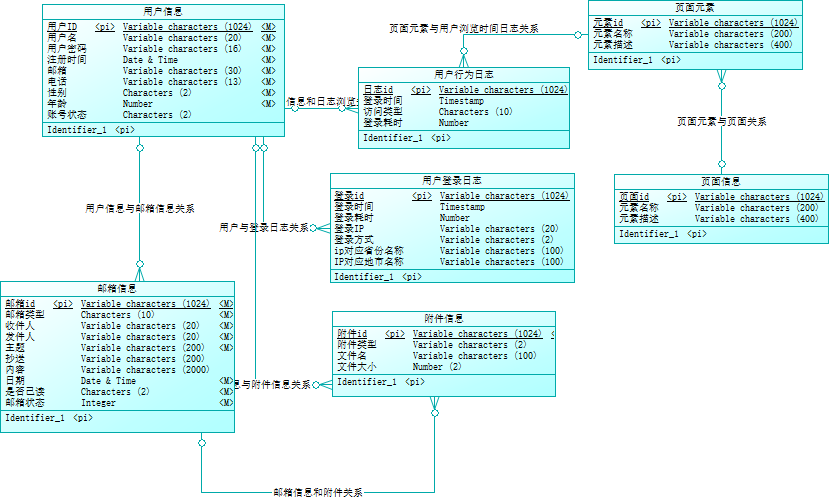 用户信息
用户ID <pi> Variable characters (1024) <M>
用户名 Variable characters (20) <M>
用户密码 Variable characters (16) <M>
注册时间 Date & Time <M>
邮箱 Variable characters (30) <M>
电话 Variable characters (13) <M>
性别 Characters (2) <M>
年龄 Number <M>
账号状态 Characters (2)
Identifier_1 <pi>
页面元素与用户浏览时间日志关系
页面元素
元素id <pi> Variable characters (1024)
元素名称 Variable characters (200)
元素描述 Variable characters (400)
Identifier_1 <pi>
信息和日志浏览
用户行为日志
日志id <pi> Variable characters (1024)
登录时间 Timestamp
访问类型 Characters (10)
登录耗时 Number
Identifier_1 <pi>
页面元素与页面关系
用户信息与邮箱信息关系
用户与登录日志关系
用户登录日志
登录id <pi> Variable characters (1024)
登录时间 Timestamp
登录耗时 Number
登录IP Variable characters (20)
登录方式 Variable characters (2)
ip对应省份名称 Variable characters (100)
IP对应地市名称 Variable characters (100)
Identifier_1 <pi>
页面信息
页面id <pi> Variable characters (1024)
元素名称 Variable characters (200)
元素描述 Variable characters (400)
Identifier_1 <pi>
邮箱信息
邮箱id <pi> Variable characters (1024) <M>
邮箱类型 Characters (10) <M>
收件人 Variable characters (20) <M>
发件人 Variable characters (20) <M>
主题 Variable characters (200) <M>
抄送 Variable characters (200)
内容 Variable characters (2000)
日期 Date & Time <M>
是否已读 Characters (2) <M>
邮箱状态 Integer <M>
Identifier_1 <pi>
息与附件信息关系
附件信息
附件id <pi> Variable characters (1024) <
附件类型 Variable characters (2)
文件名 Variable characters (100)
文件大小 Number (2)
Identifier_1 <pi>
邮箱信息和附件关系